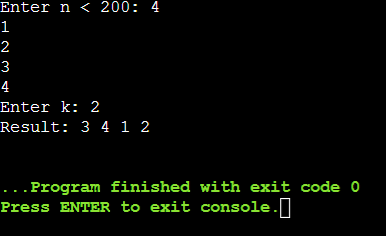 Enter n < 200: 4
1
2
3
4
Enter k: 2
Result: 3 4 1 2
...Program finished with exit code 0
Press ENTER to exit console.